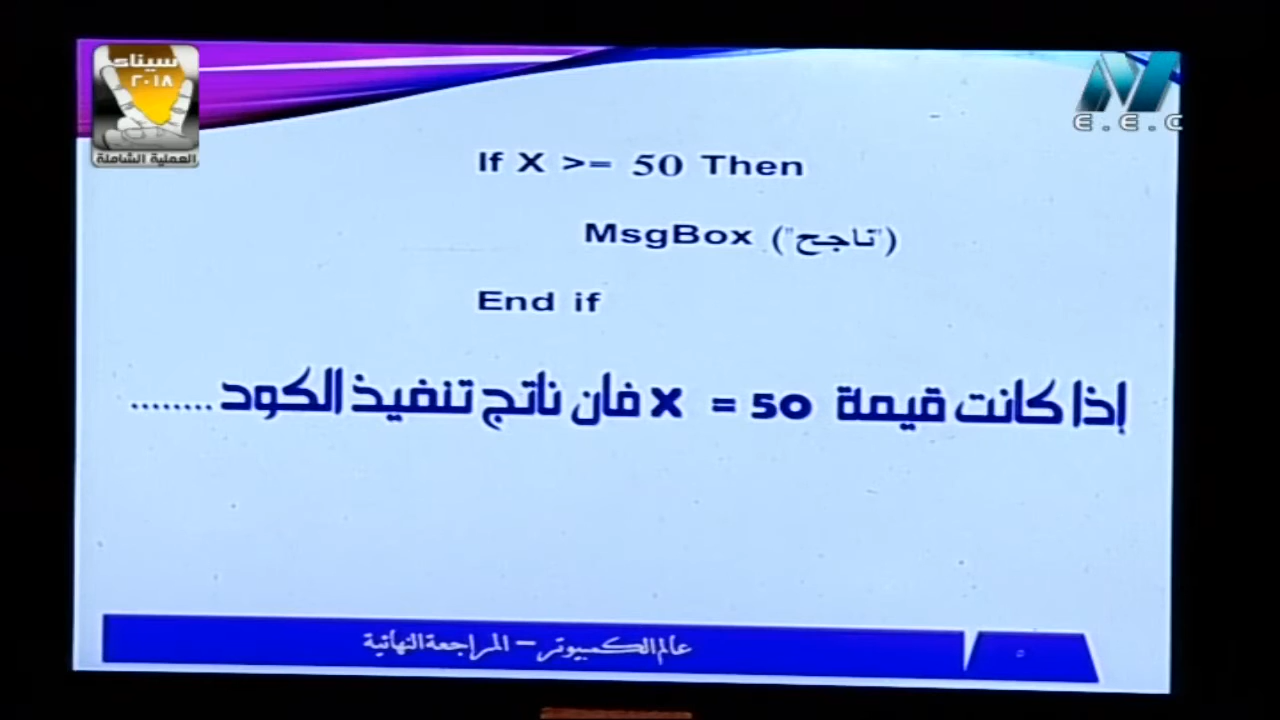 سيناء
٢٠١٨
العملية الشاملة
E.E.C
If X >= 50 Then
MsgBox ("ناجح")
End if
إذا كانت قيمة X = 50 فان ناتج تنفيذ الكود ........
عالم الكمبيوتر – المراجعة النهائية
٥